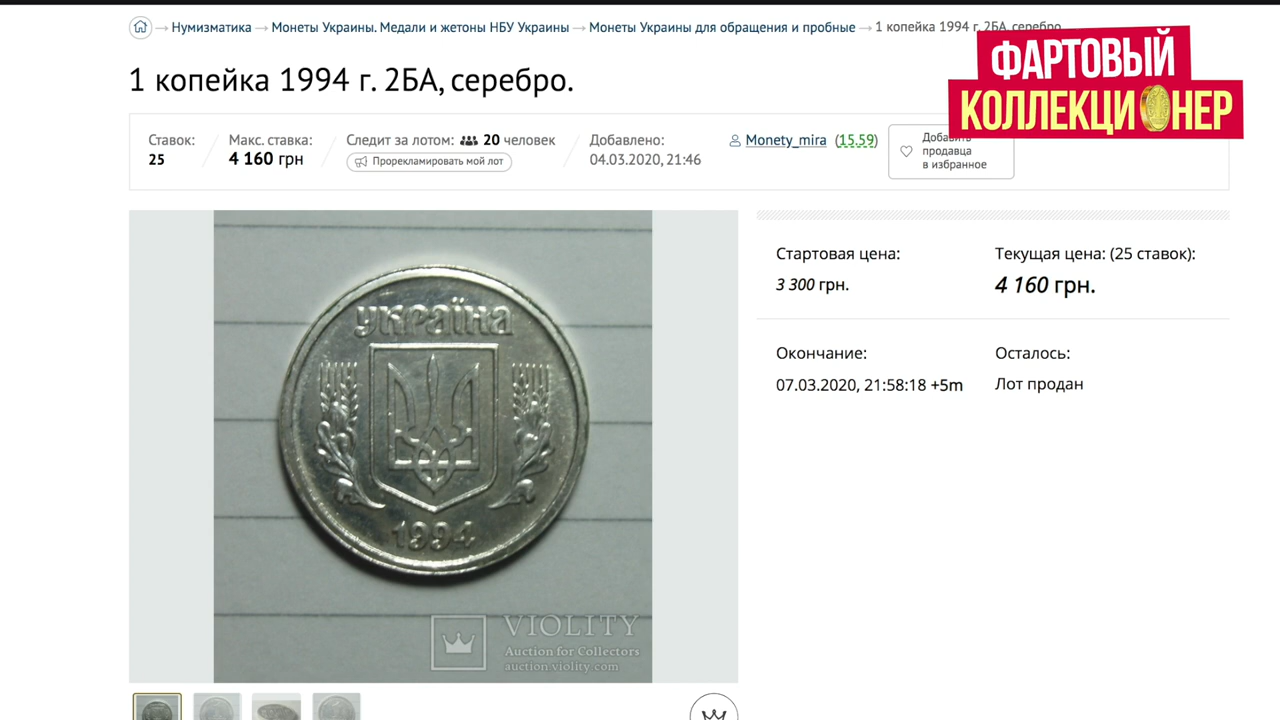 Нумизматика → Монеты Украины. Медали и жетоны НБУ Украины → Монеты Украины для обращения и пробные → 1 копейка 1994 г. 2БА, серебро
ФАРТОВЫЙ
КОЛЛЕКЦИОНЕР
1 копейка 1994 г. 2БА, серебро.
Ставок: Макс. ставка: Следит за лотом: 20 человек Добавлено: Monety_mira (15.59)
25 4 160 грн Прорекламировать мой лот 04.03.2020, 21:46
Добавить
продавца
в избранное
Стартовая цена: Текущая цена: (25 ставок):
3 300 грн. 4 160 грн.
Окончание: Осталось:
07.03.2020, 21:58:18 +5m Лот продан
україна
1994
VIOLITY
Auction for Collectors
auction.violity.com